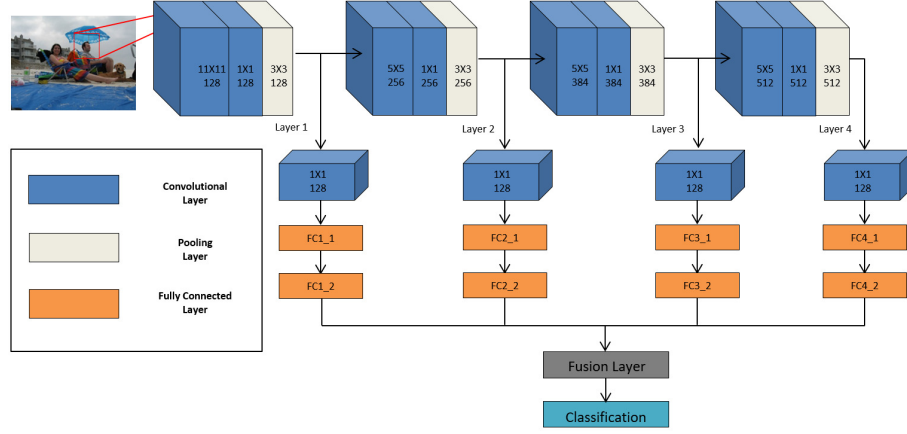 11X11
128
1X1
128
3X3
128
5X5
256
1X1
256
3X3
256
5X5
384
1X1
384
3X3
384
5X5
512
1X1
512
3X3
512
Layer 1
Layer 2
Layer 3
Layer 4
1X1
128
1X1
128
1X1
128
1X1
128
Convolutional
Layer
Pooling
Layer
Fully Connected
Layer
FC1_1
FC2_1
FC3_1
FC4_1
FC1_2
FC2_2
FC3_2
FC4_2
Fusion Layer
Classification